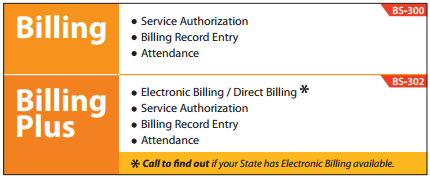 BS-300
Billing
● Service Authorization
● Billing Record Entry
● Attendance
BS-302
Billing
Plus
● Electronic Billing / Direct Billing *
● Service Authorization
● Billing Record Entry
● Attendance
* Call to find out if your State has Electronic Billing available.